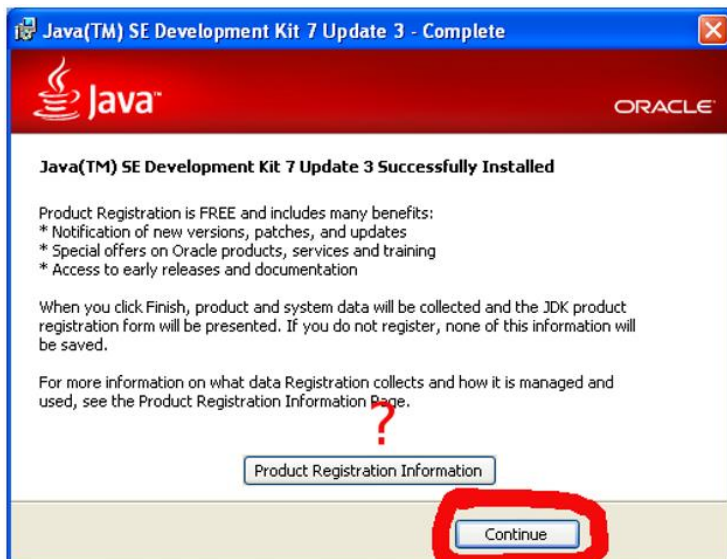 Java(TM) SE Development Kit 7 Update 3 - Complete
Java™
ORACLE
Java(TM) SE Development Kit 7 Update 3 Successfully Installed
Product Registration is FREE and includes many benefits:
* Notification of new versions, patches, and updates
* Special offers on Oracle products, services and training
* Access to early releases and documentation
When you click Finish, product and system data will be collected and the JDK product
registration form will be presented. If you do not register, none of this information will
be saved.
For more information on what data Registration collects and how it is managed and
used, see the Product Registration Information Page.
?
Product Registration Information
Continue